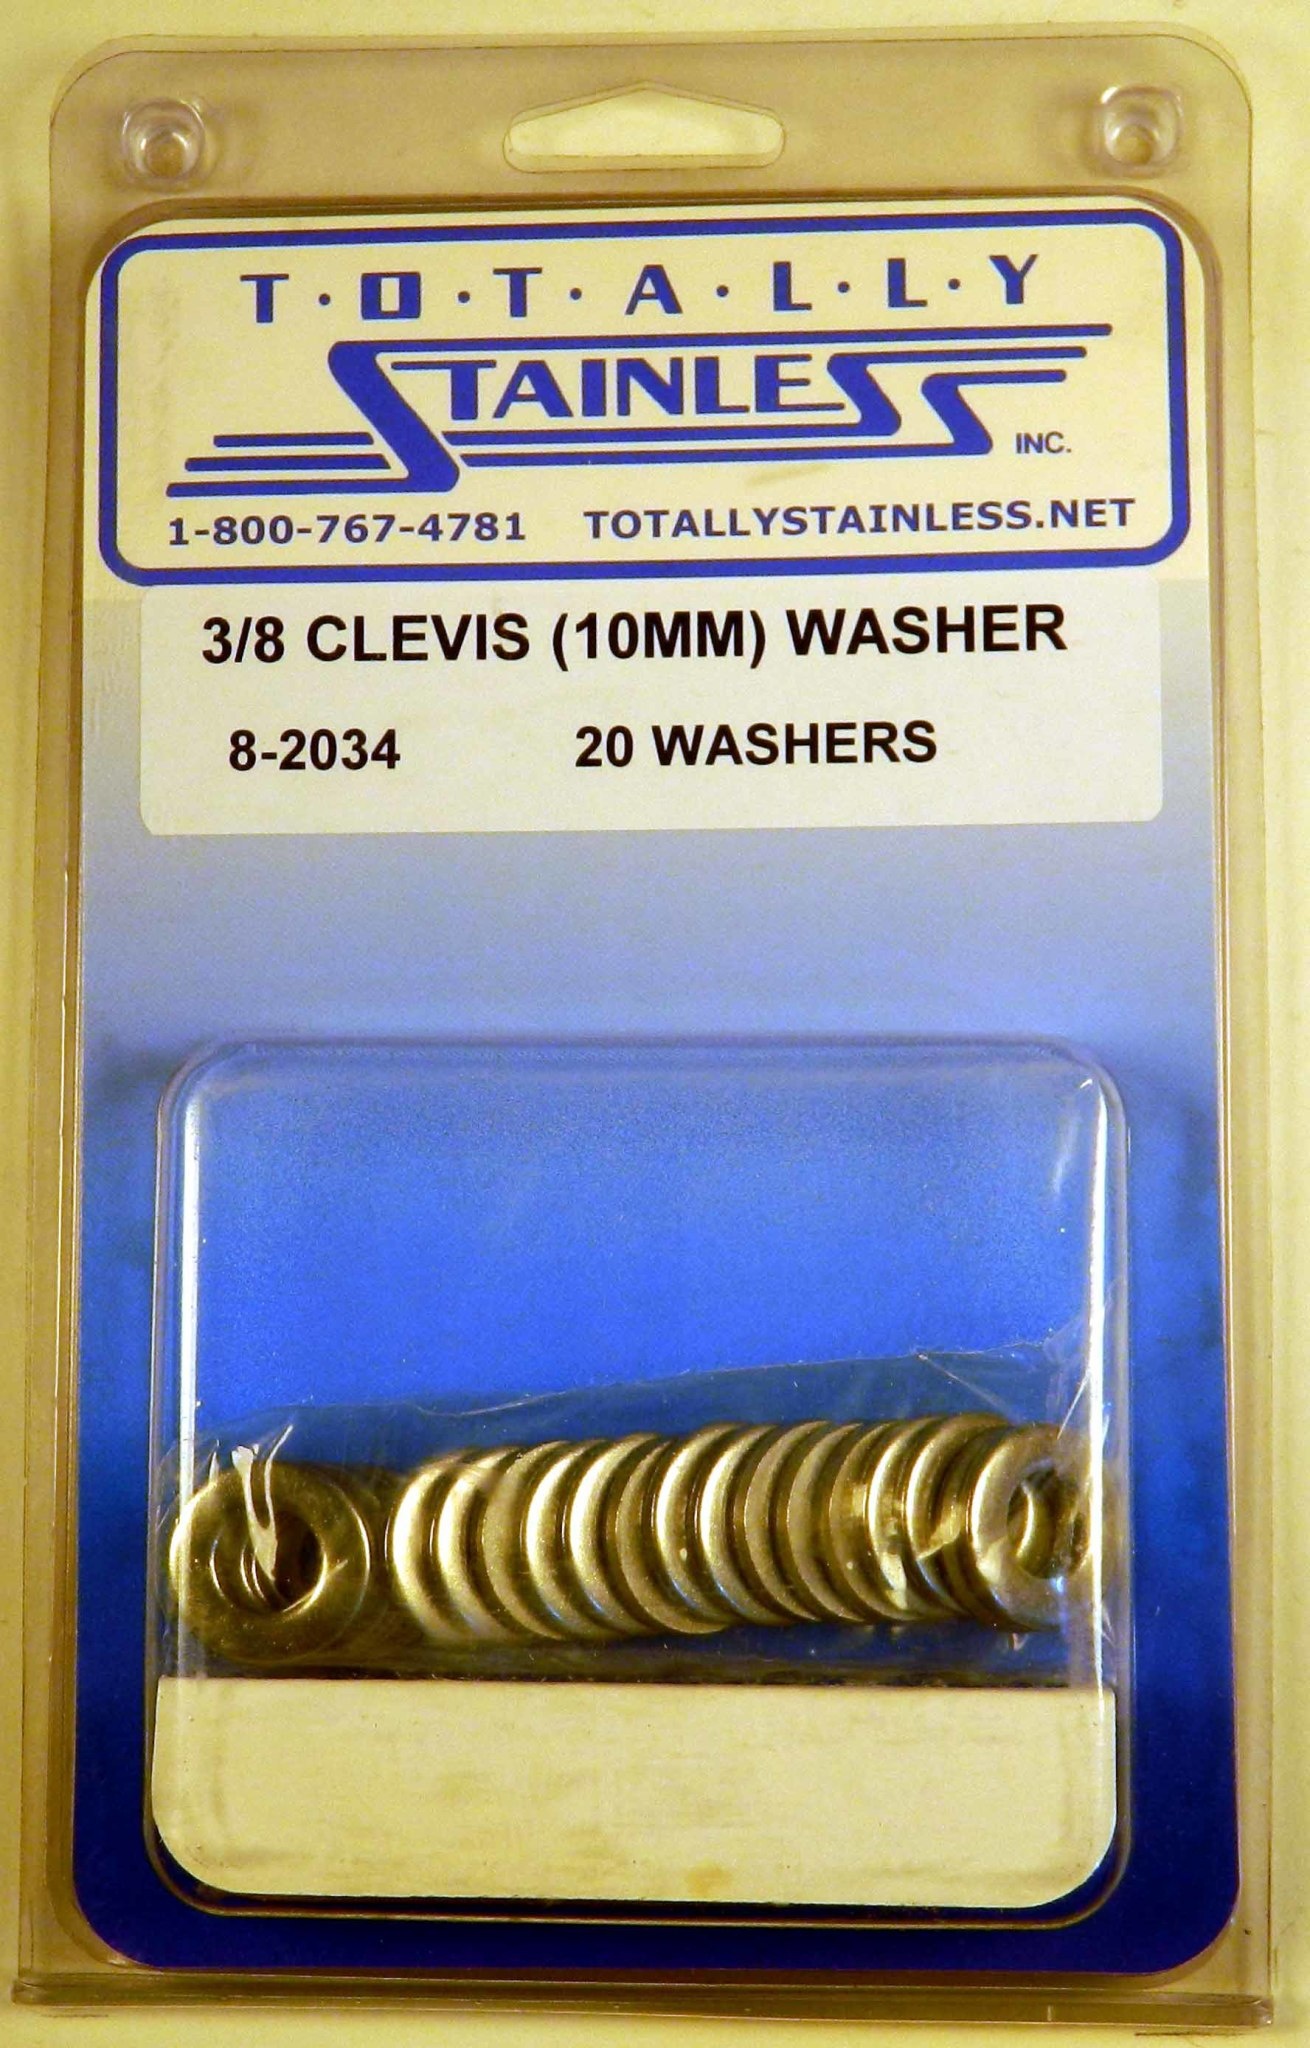 T·O·T·A·L·L·Y
STAINLESS INC.
1-800-767-4781 TOTALLYSTAINLESS.NET
3/8 CLEVIS (10MM) WASHER
8-2034 20 WASHERS